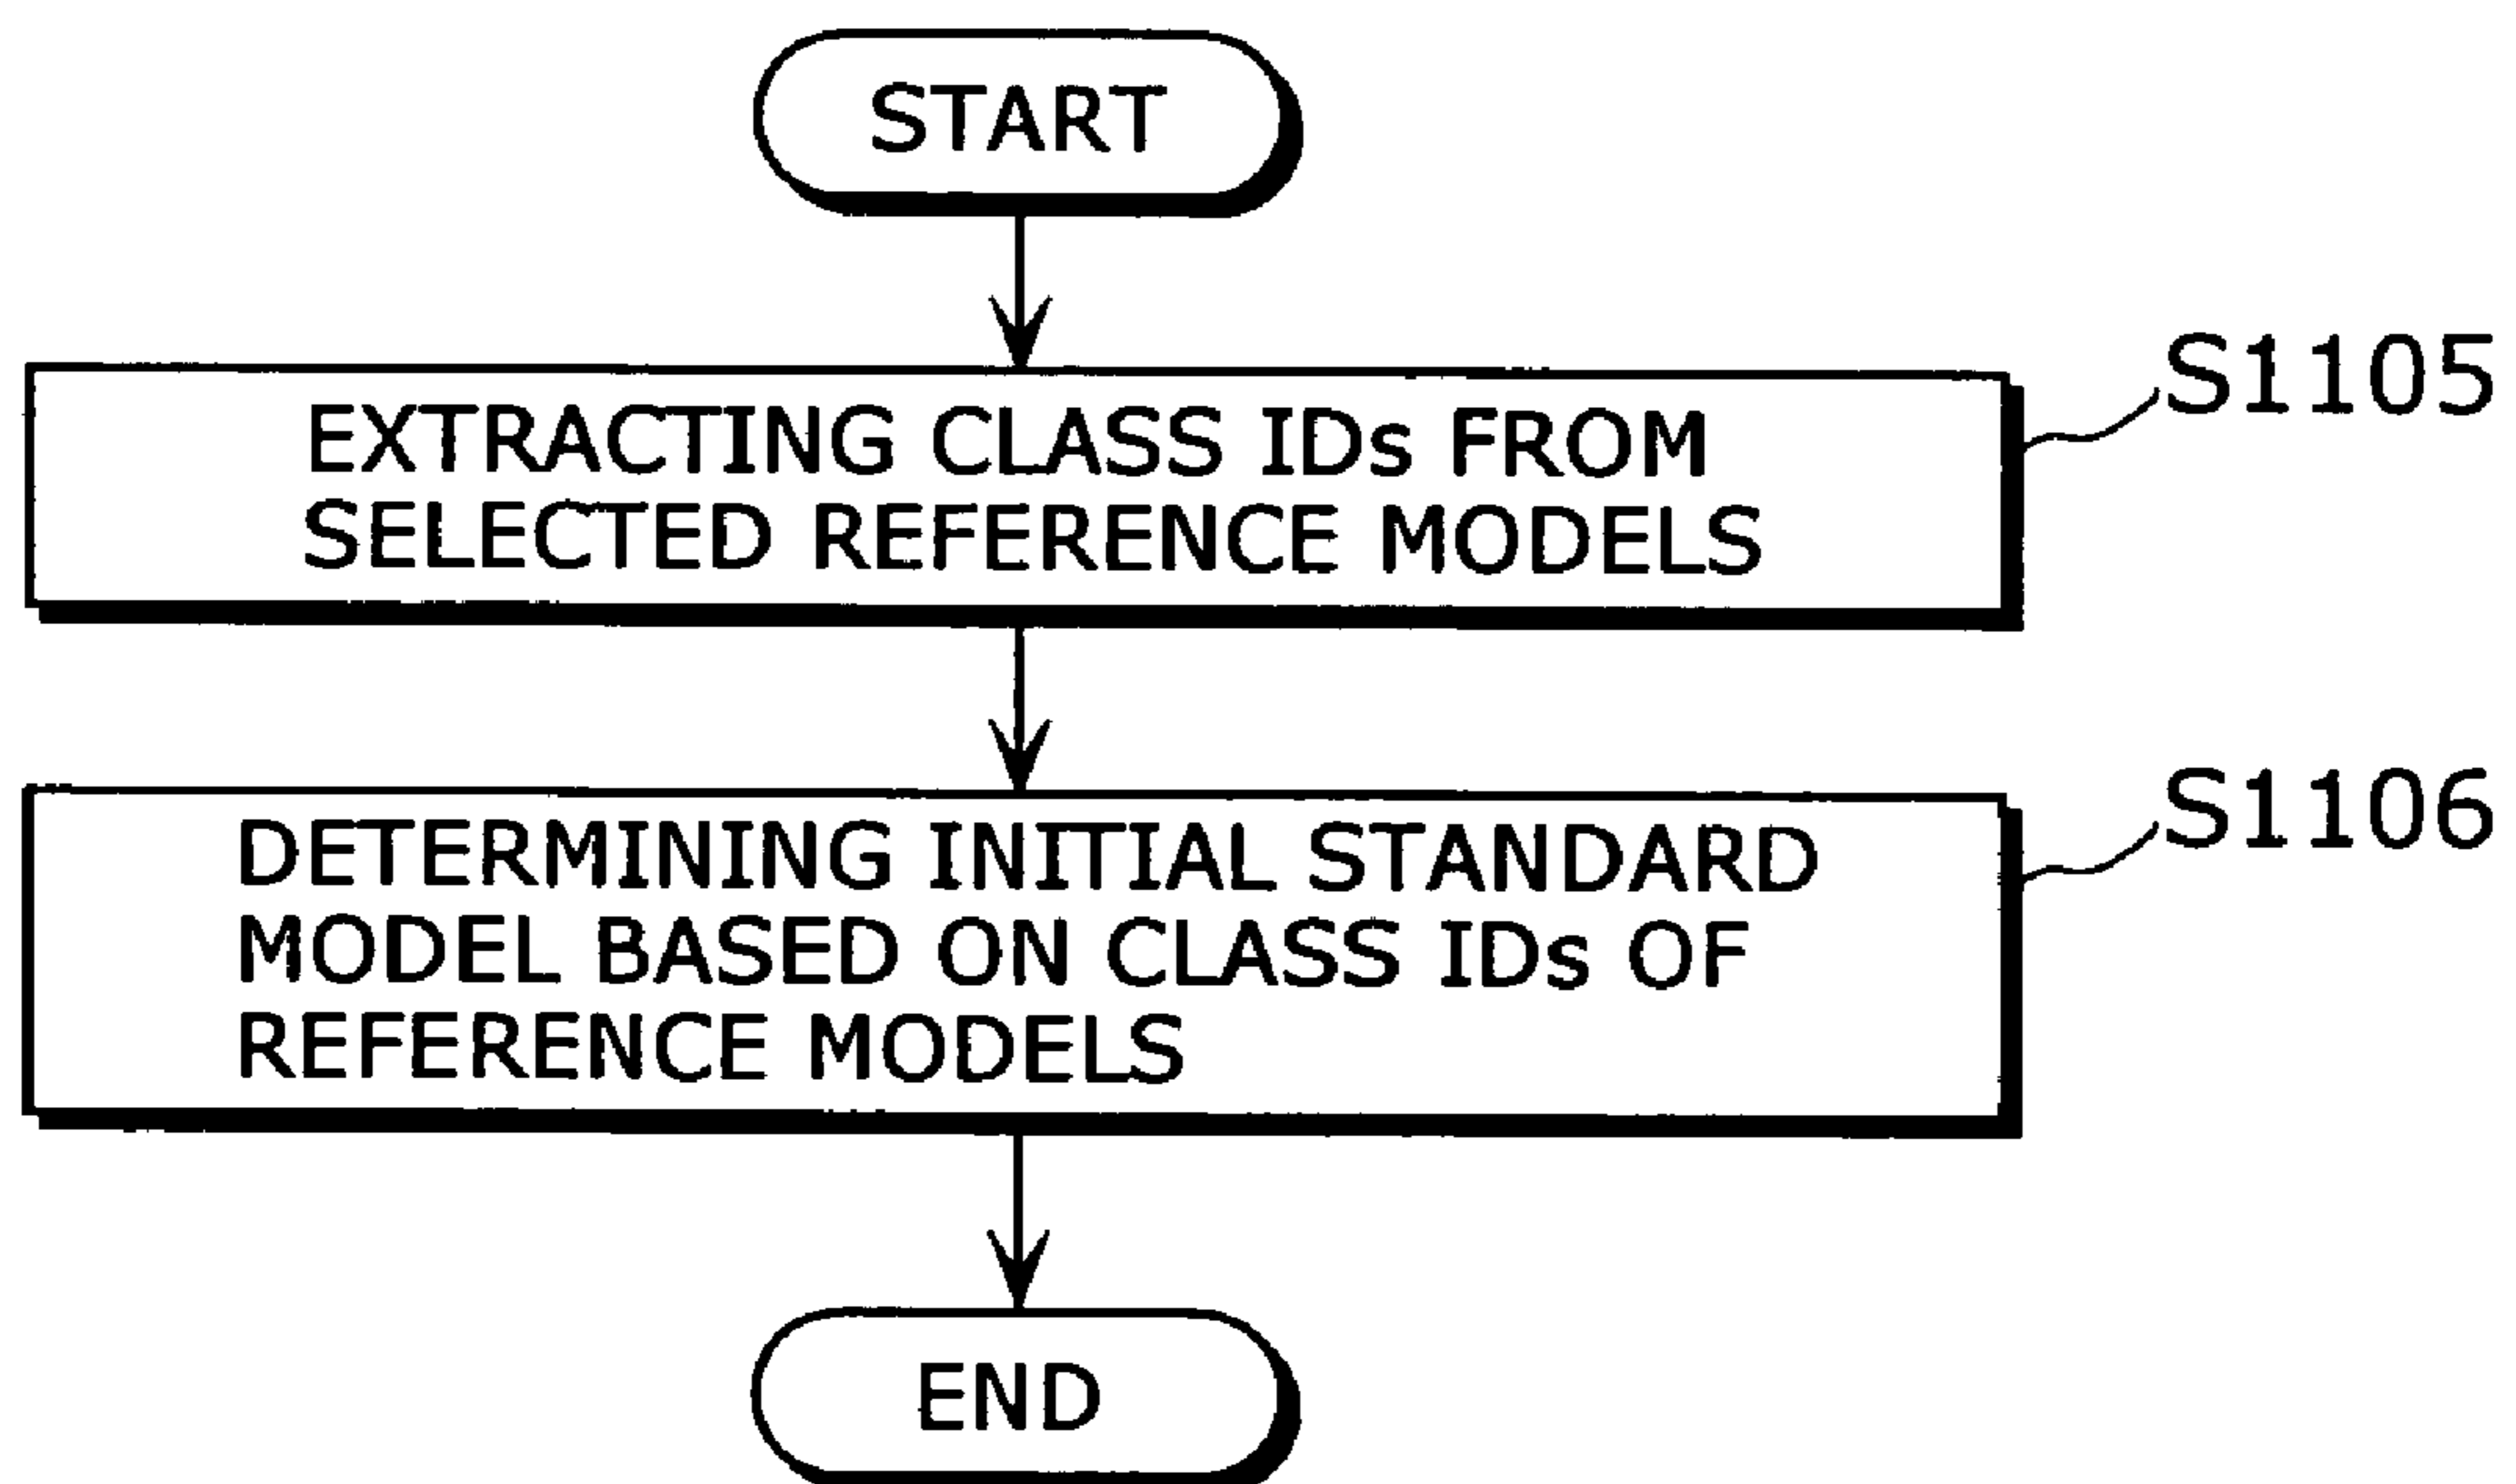 START
S1105
EXTRACTING CLASS IDs FROM
SELECTED REFERENCE MODELS
S1106
DETERMINING INITIAL STANDARD
MODEL BASED ON CLASS IDs OF
REFERENCE MODELS
END